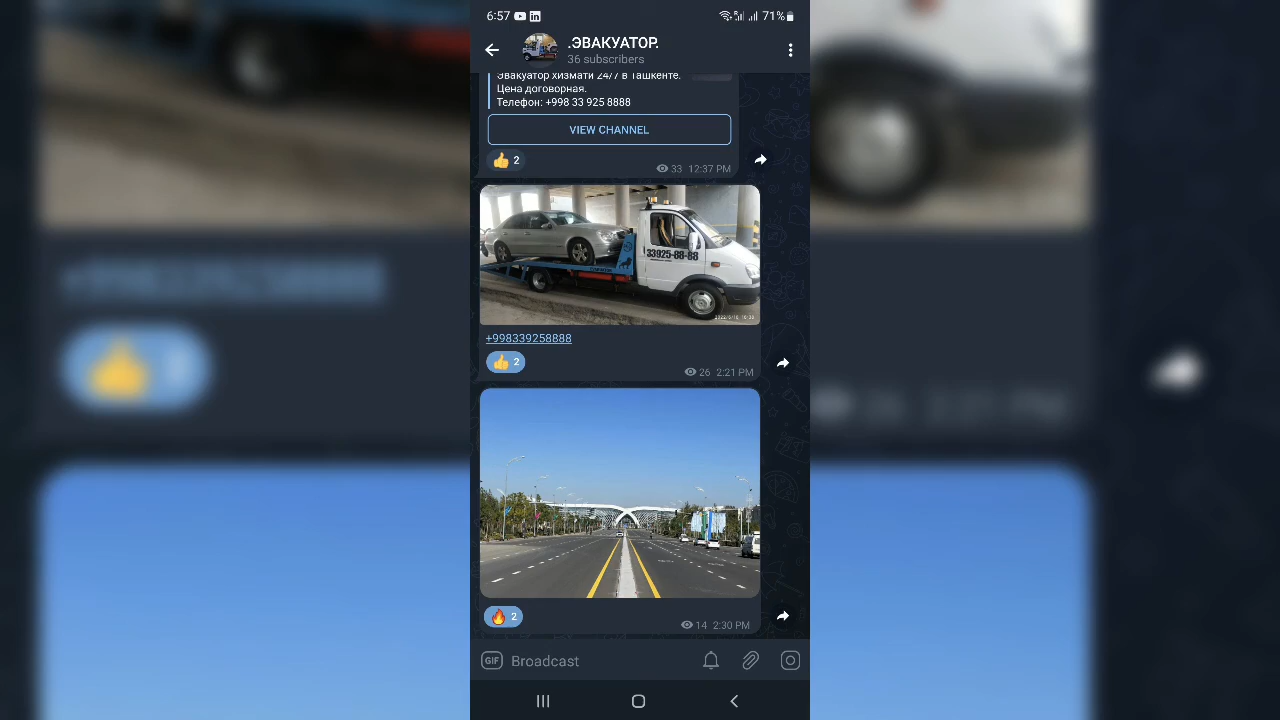 6:57
71%
.ЭВАКУАТОР.
36 subscribers
Эвакуатор хизмати 24/7 в Ташкенте.
Цена договорная.
Телефон: +998 33 925 8888
VIEW CHANNEL
👍 2
33 12:37 PM
33925-88-88
+998339258888
👍 2
26 2:21 PM
🔥 2
14 2:30 PM
GIF Broadcast